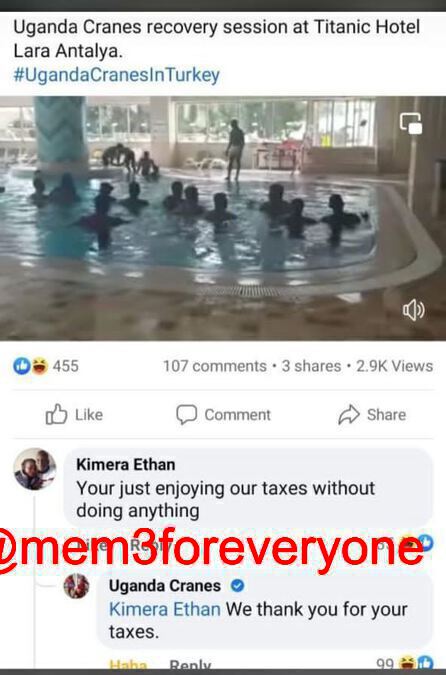 Uganda Cranes recovery session at Titanic Hotel
Lara Antalya.
#UgandaCranesInTurkey
455
107 comments • 3 shares • 2.9K Views
Like
Comment
Share
Kimera Ethan
Your just enjoying our taxes without
doing anything
@mem3foreveryone
Uganda Cranes
Kimera Ethan We thank you for your
taxes.
Haha Reply
99